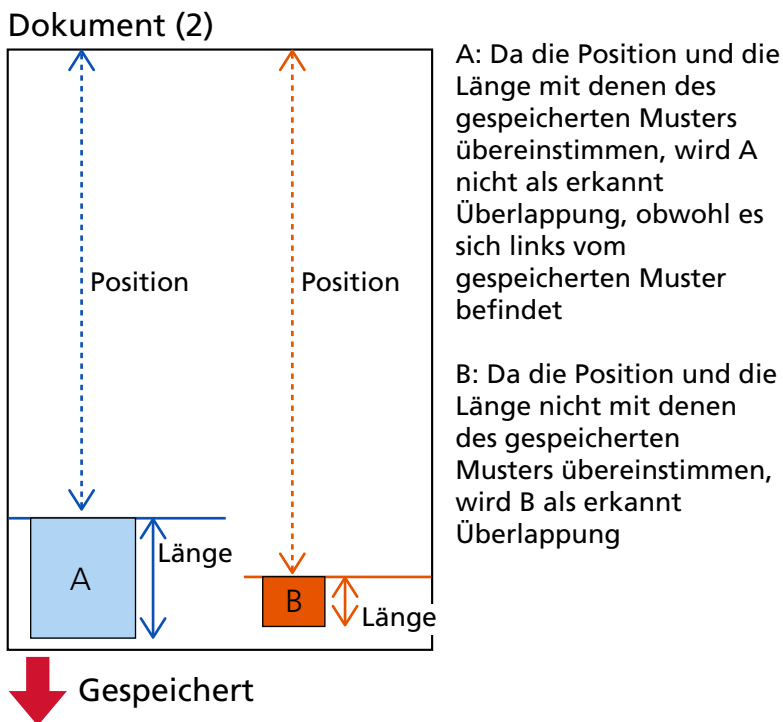 Dokument (2)
Position
Position
A
Länge
B
Länge
Gespeichert
A: Da die Position und die
Länge mit denen des
gespeicherten Musters
übereinstimmen, wird A
nicht als erkannt
Überlappung, obwohl es
sich links vom
gespeicherten Muster
befindet
B: Da die Position und die
Länge nicht mit denen
des gespeicherten
Musters übereinstimmen,
wird B als erkannt
Überlappung